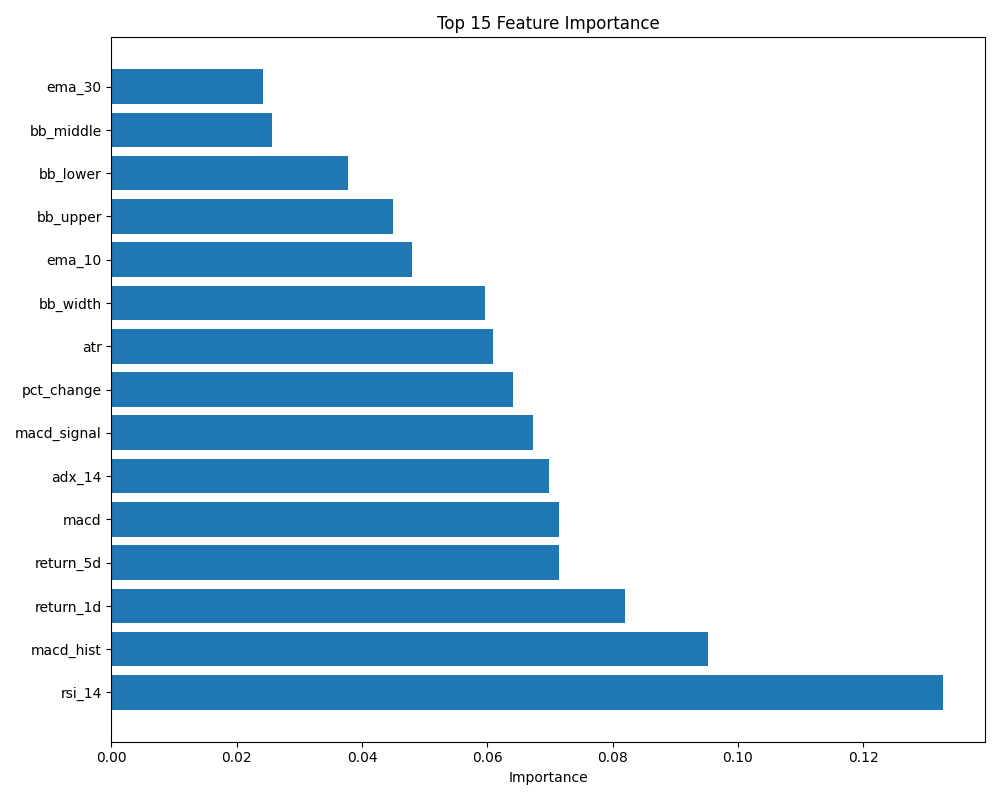 Top 15 Feature Importance
ema_30
bb_middle
bb_lower
bb_upper
ema_10
bb_width
atr
pct_change
macd_signal
adx_14
macd
return_5d
return_1d
macd_hist
rsi_14
0.00 0.02 0.04 0.06 0.08 0.10 0.12
Importance